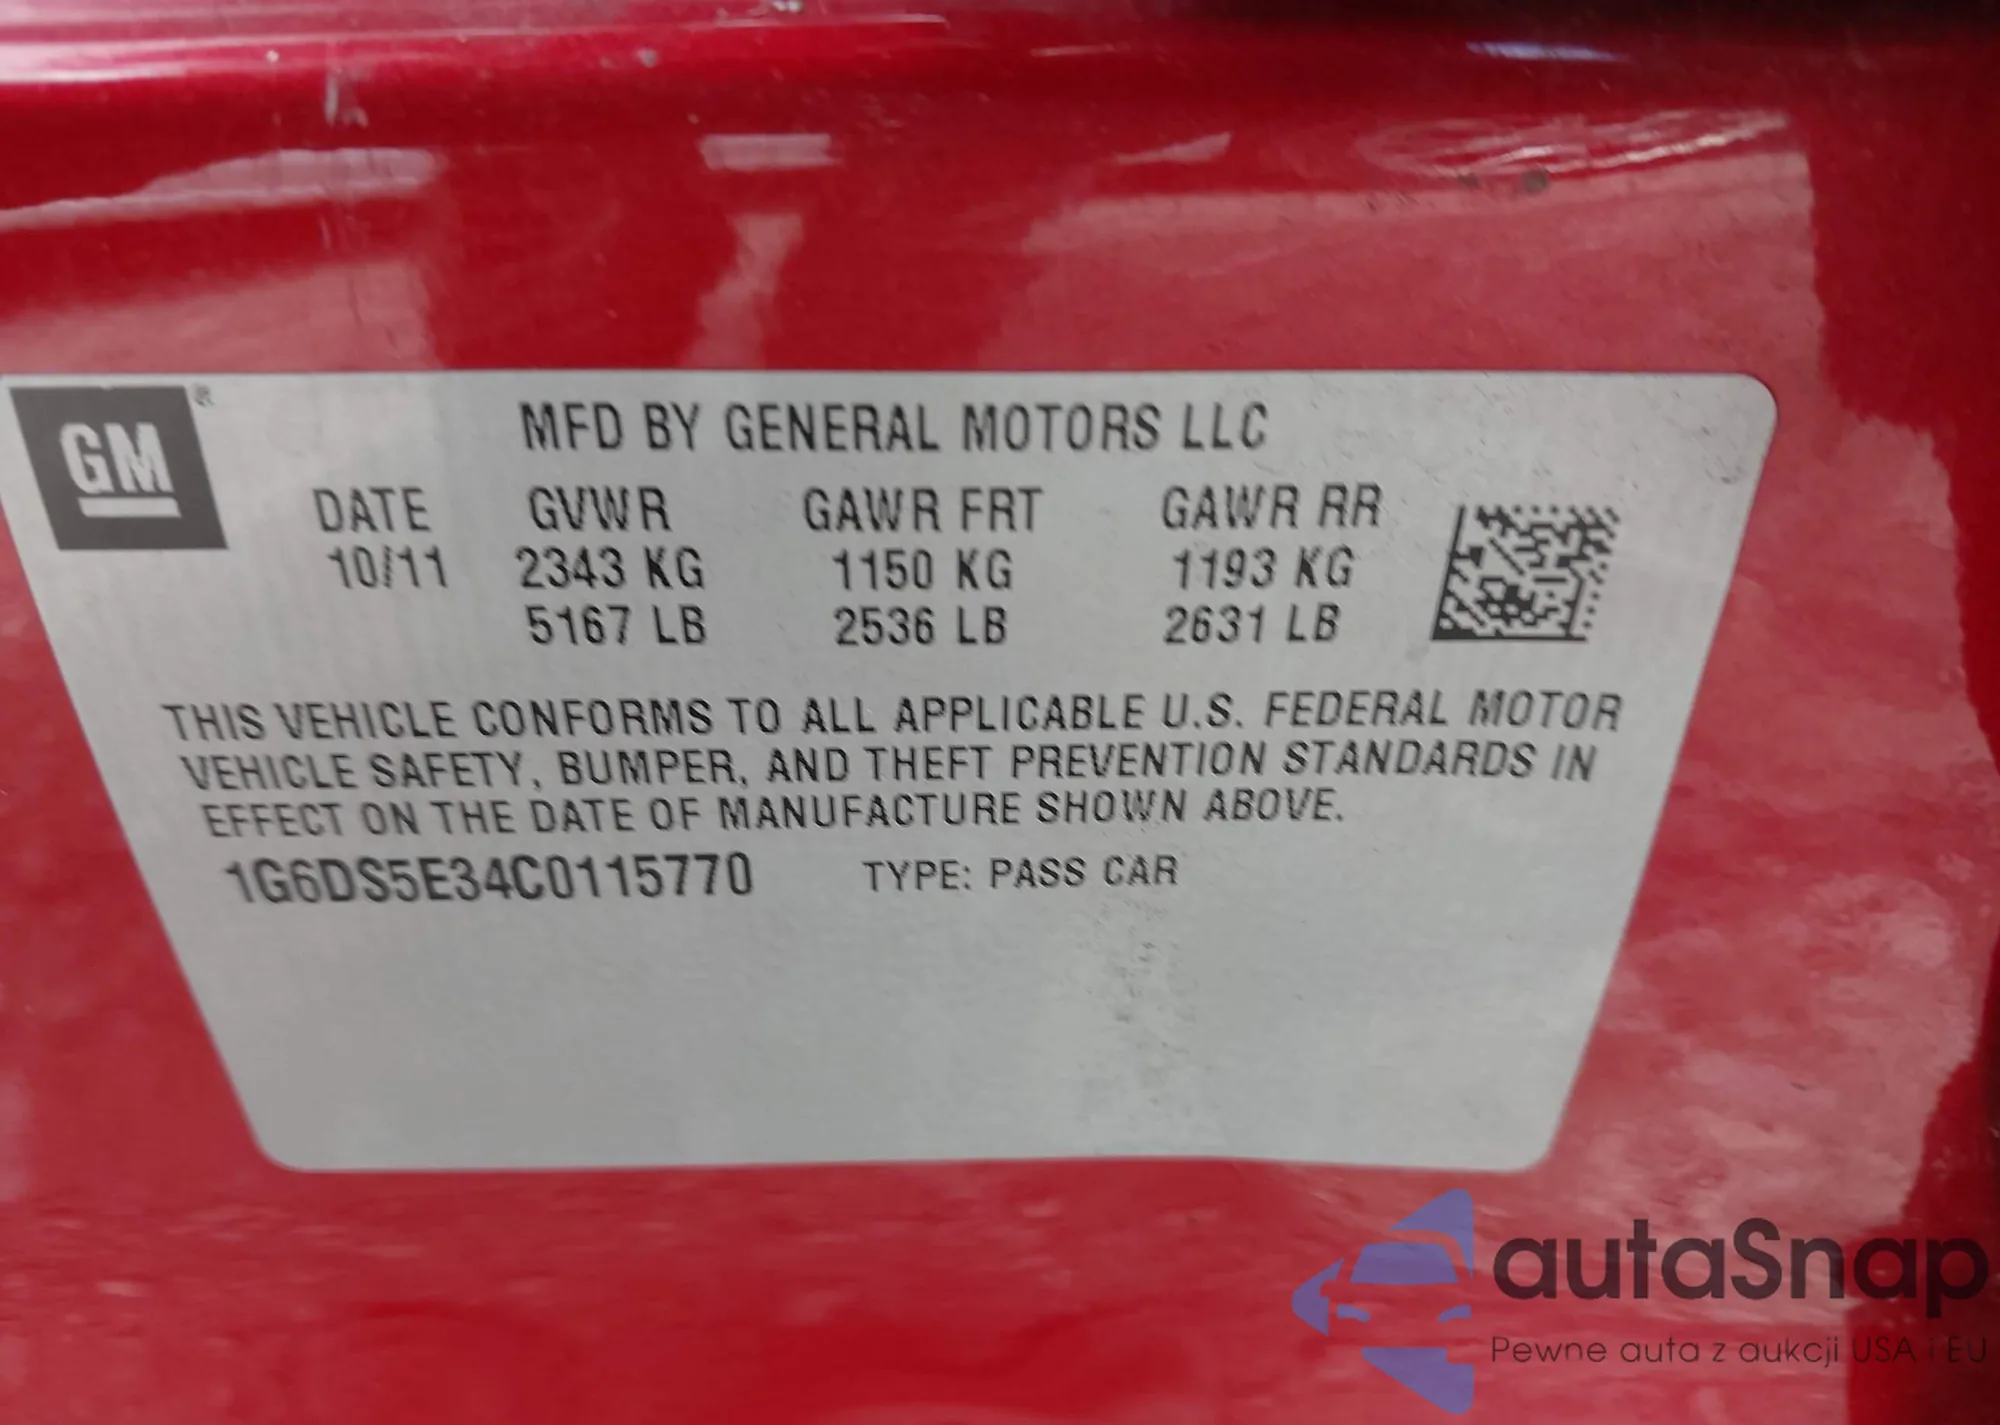 GM ®
MFD BY GENERAL MOTORS LLC
DATE GVWR GAWR FRT GAWR RR
10/11 2343 KG 1150 KG 1193 KG
5167 LB 2536 LB 2631 LB
THIS VEHICLE CONFORMS TO ALL APPLICABLE U.S. FEDERAL MOTOR
VEHICLE SAFETY, BUMPER, AND THEFT PREVENTION STANDARDS IN
EFFECT ON THE DATE OF MANUFACTURE SHOWN ABOVE.
1G6DS5E34C0115770 TYPE: PASS CAR
autaSnap
Pewne auta z aukcji USA i EU